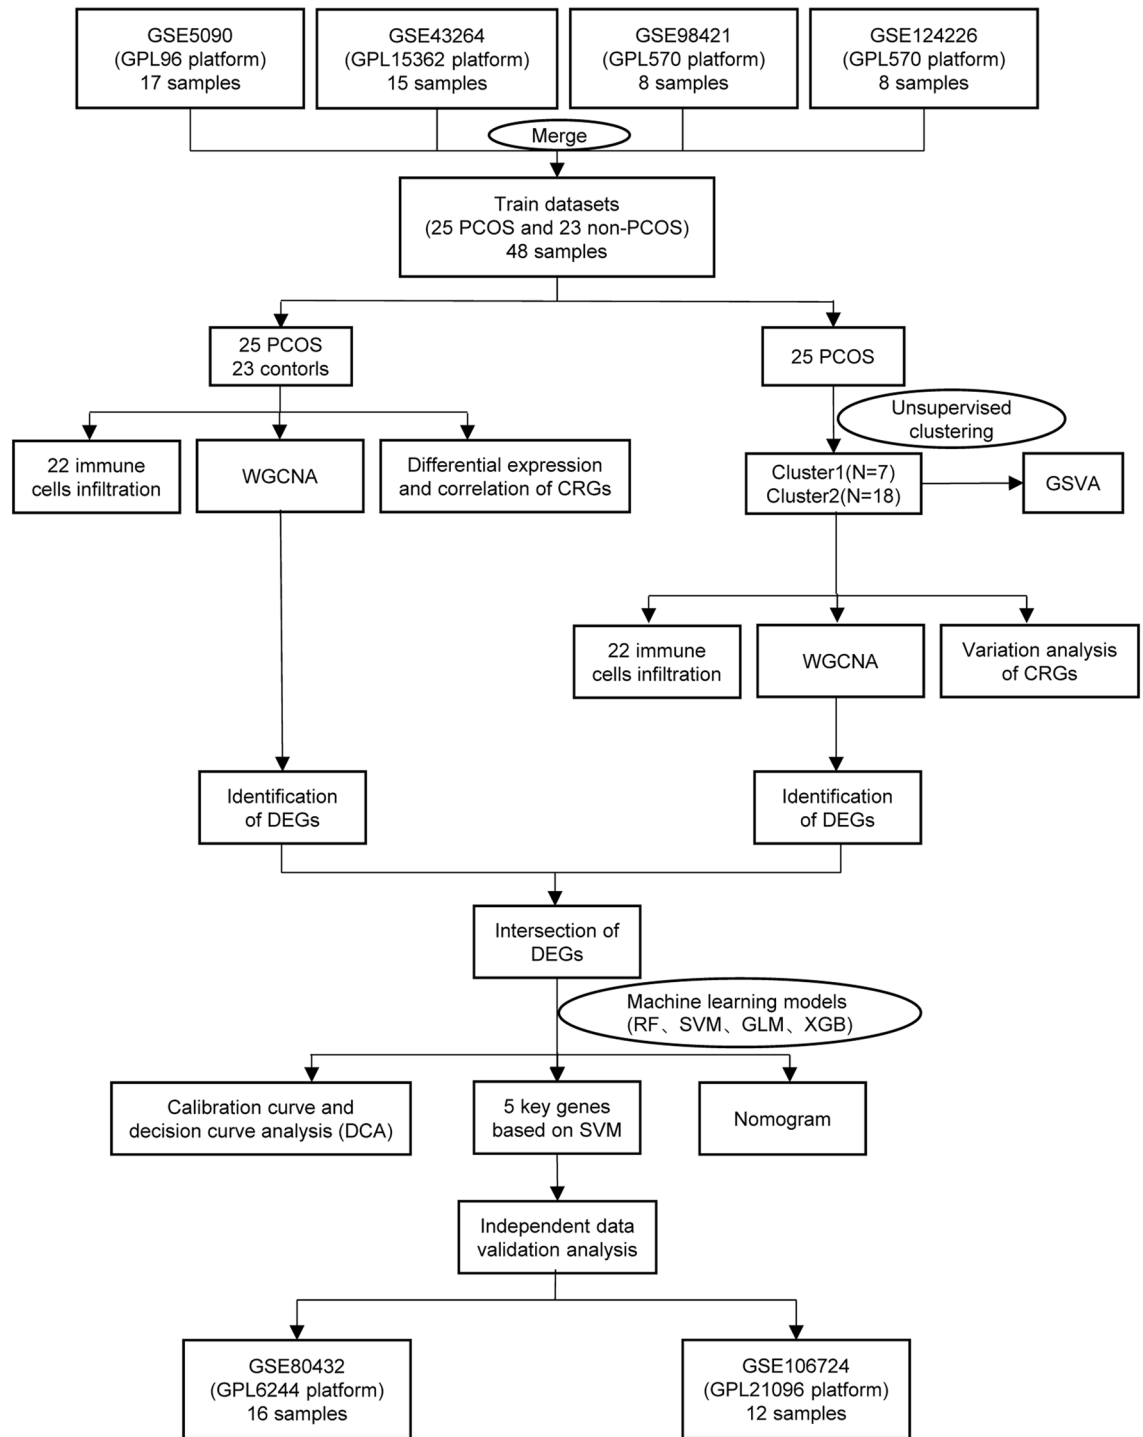 GSE5090
(GPL96 platform)
17 samples
GSE43264
(GPL15362 platform)
15 samples
GSE98421
(GPL570 platform)
8 samples
GSE124226
(GPL570 platform)
8 samples
Merge
Train datasets
(25 PCOS and 23 non-PCOS)
48 samples
25 PCOS
23 contorls
25 PCOS
Unsupervised
clustering
22 immune
cells infiltration
WGCNA
Differential expression
and correlation of CRGs
Cluster1(N=7)
Cluster2(N=18)
GSVA
22 immune
cells infiltration
WGCNA
Variation analysis
of CRGs
Identification
of DEGs
Identification
of DEGs
Intersection of
DEGs
Machine learning models
(RF、SVM、GLM、XGB)
Calibration curve and
decision curve analysis (DCA)
5 key genes
based on SVM
Nomogram
Independent data
validation analysis
GSE80432
(GPL6244 platform)
16 samples
GSE106724
(GPL21096 platform)
12 samples